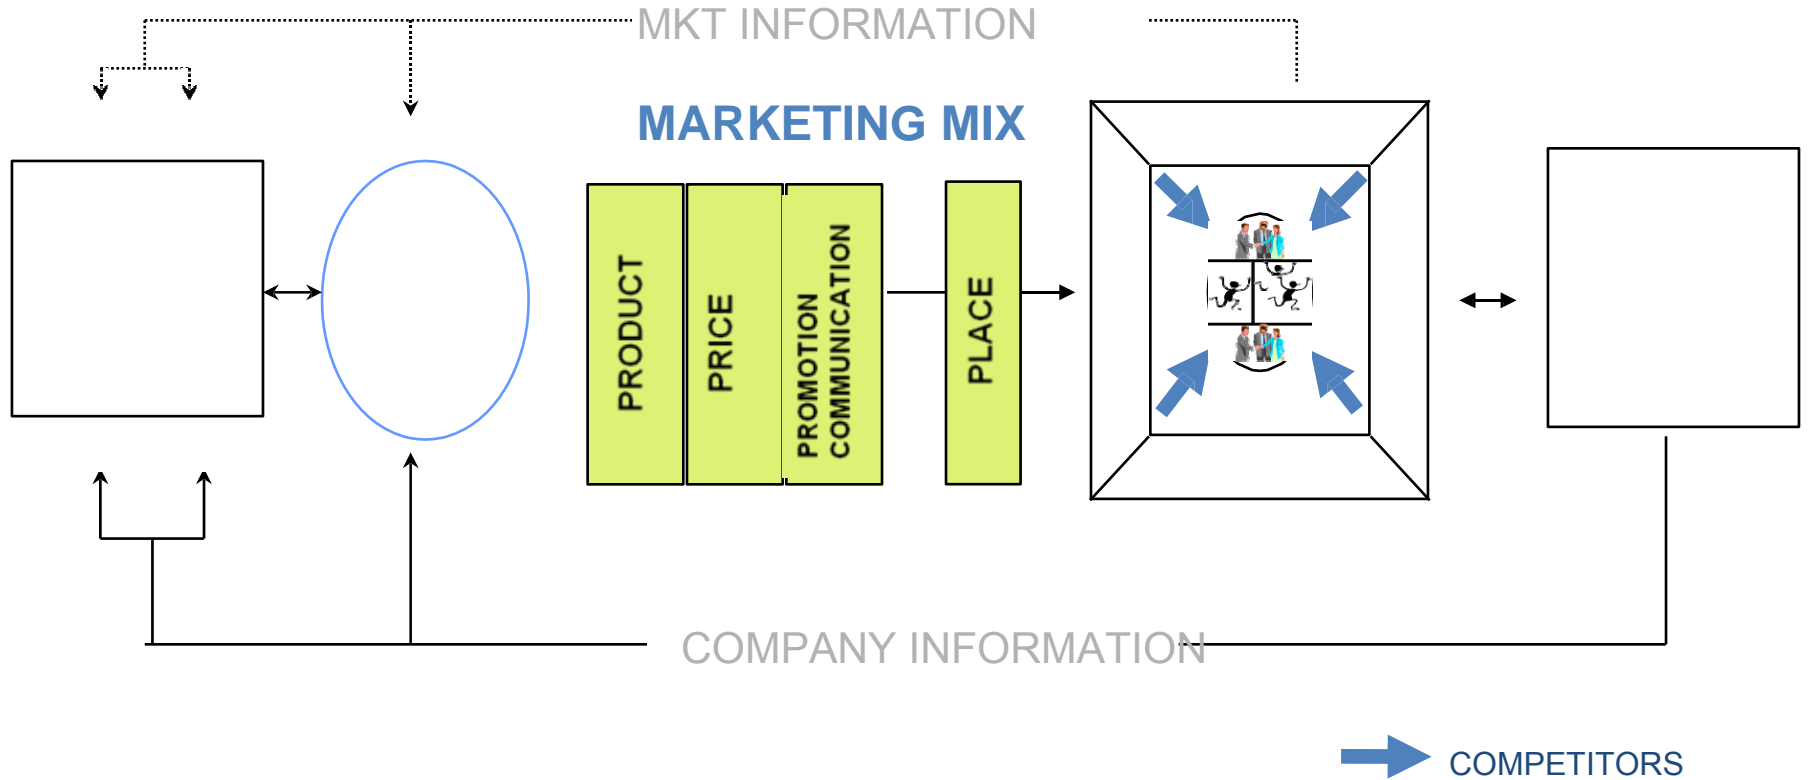 MKT INFORMATION
MARKETING MIX
PRODUCT
PRICE
PROMOTION
COMMUNICATION
PLACE
COMPANY INFORMATION
COMPETITORS